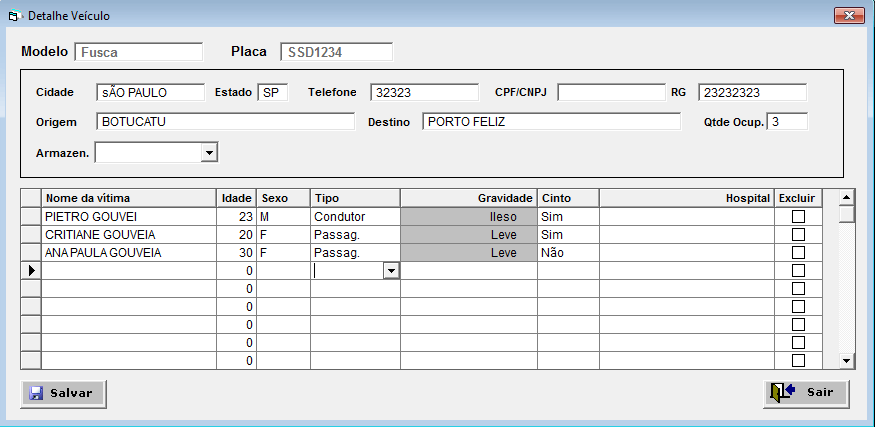 Detalhe Veículo
Modelo Fusca Placa SSD1234
Cidade sÃO PAULO Estado SP Telefone 32323 CPF/CNPJ RG 23232323
Origem BOTUCATU Destino PORTO FELIZ Qtde Ocup. 3
Armazen.
Nome da vítima Idade Sexo Tipo Gravidade Cinto Hospital Excluir
PIETRO GOUVEI 23 M Condutor Ileso Sim
CRITIANE GOUVEIA 20 F Passag. Leve Sim
ANA PAULA GOUVEIA 30 F Passag. Leve Não
0
0
0
0
0
0
Salvar Sair